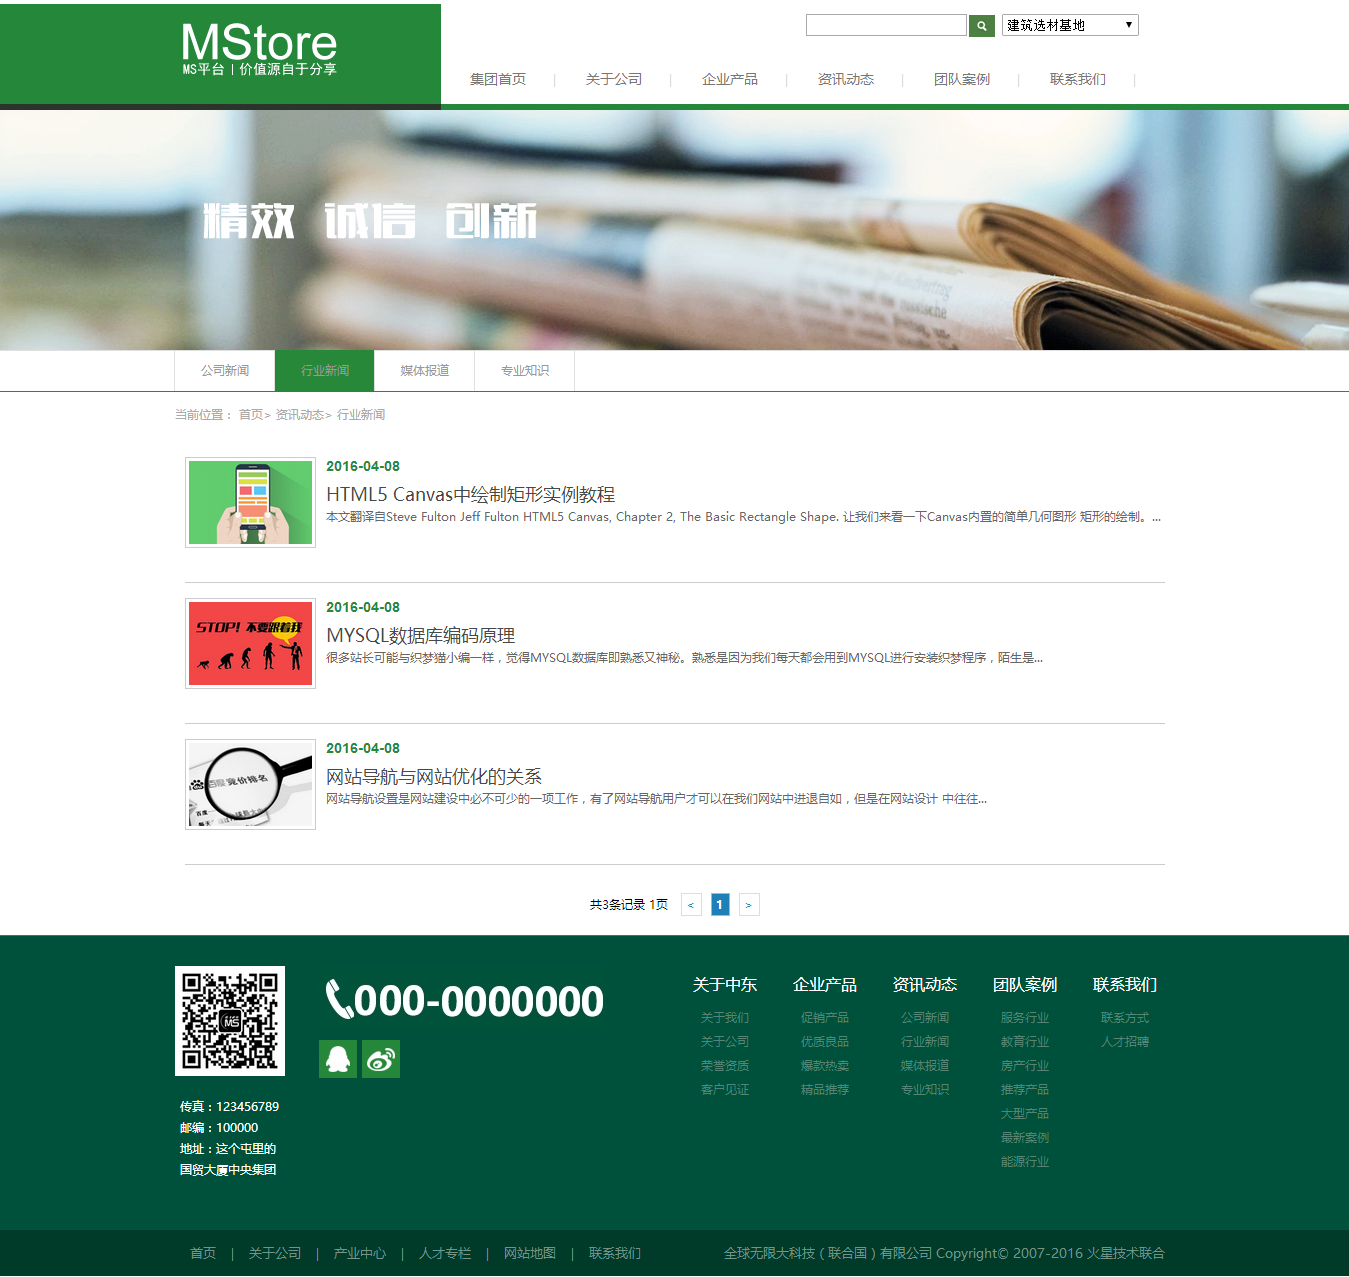 MStore
MS平台 | 价值源自于分享
建筑选材基地
集团首页 | 关于公司 | 企业产品 | 资讯动态 | 团队案例 | 联系我们 |
精效 诚信 创新
公司新闻 行业新闻 媒体报道 专业知识
当前位置： 首页> 资讯动态> 行业新闻
2016-04-08
HTML5 Canvas中绘制矩形实例教程
本文翻译自Steve Fulton Jeff Fulton HTML5 Canvas, Chapter 2, The Basic Rectangle Shape. 让我们来看一下Canvas内置的简单几何图形 矩形的绘制。...
STOP! 不要跟着我
2016-04-08
MYSQL数据库编码原理
很多站长可能与织梦猫小编一样，觉得MYSQL数据库即熟悉又神秘。熟悉是因为我们每天都会用到MYSQL进行安装织梦程序，陌生是...
百度竞价排名
2016-04-08
网站导航与网站优化的关系
网站导航设置是网站建设中必不可少的一项工作，有了网站导航用户才可以在我们网站中进退自如，但是在网站设计 中往往...
共3条记录 1页 < 1 >
MS
000-0000000
传真：123456789
邮编：100000
地址：这个屯里的
国贸大厦中央集团
关于中东 企业产品 资讯动态 团队案例 联系我们
关于我们 促销产品 公司新闻 服务行业 联系方式
关于公司 优质良品 行业新闻 教育行业 人才招聘
荣誉资质 爆款热卖 媒体报道 房产行业
客户见证 精品推荐 专业知识 推荐产品
大型产品
最新案例
能源行业
首页 | 关于公司 | 产业中心 | 人才专栏 | 网站地图 | 联系我们
全球无限大科技（联合国）有限公司 Copyright© 2007-2016 火星技术联合